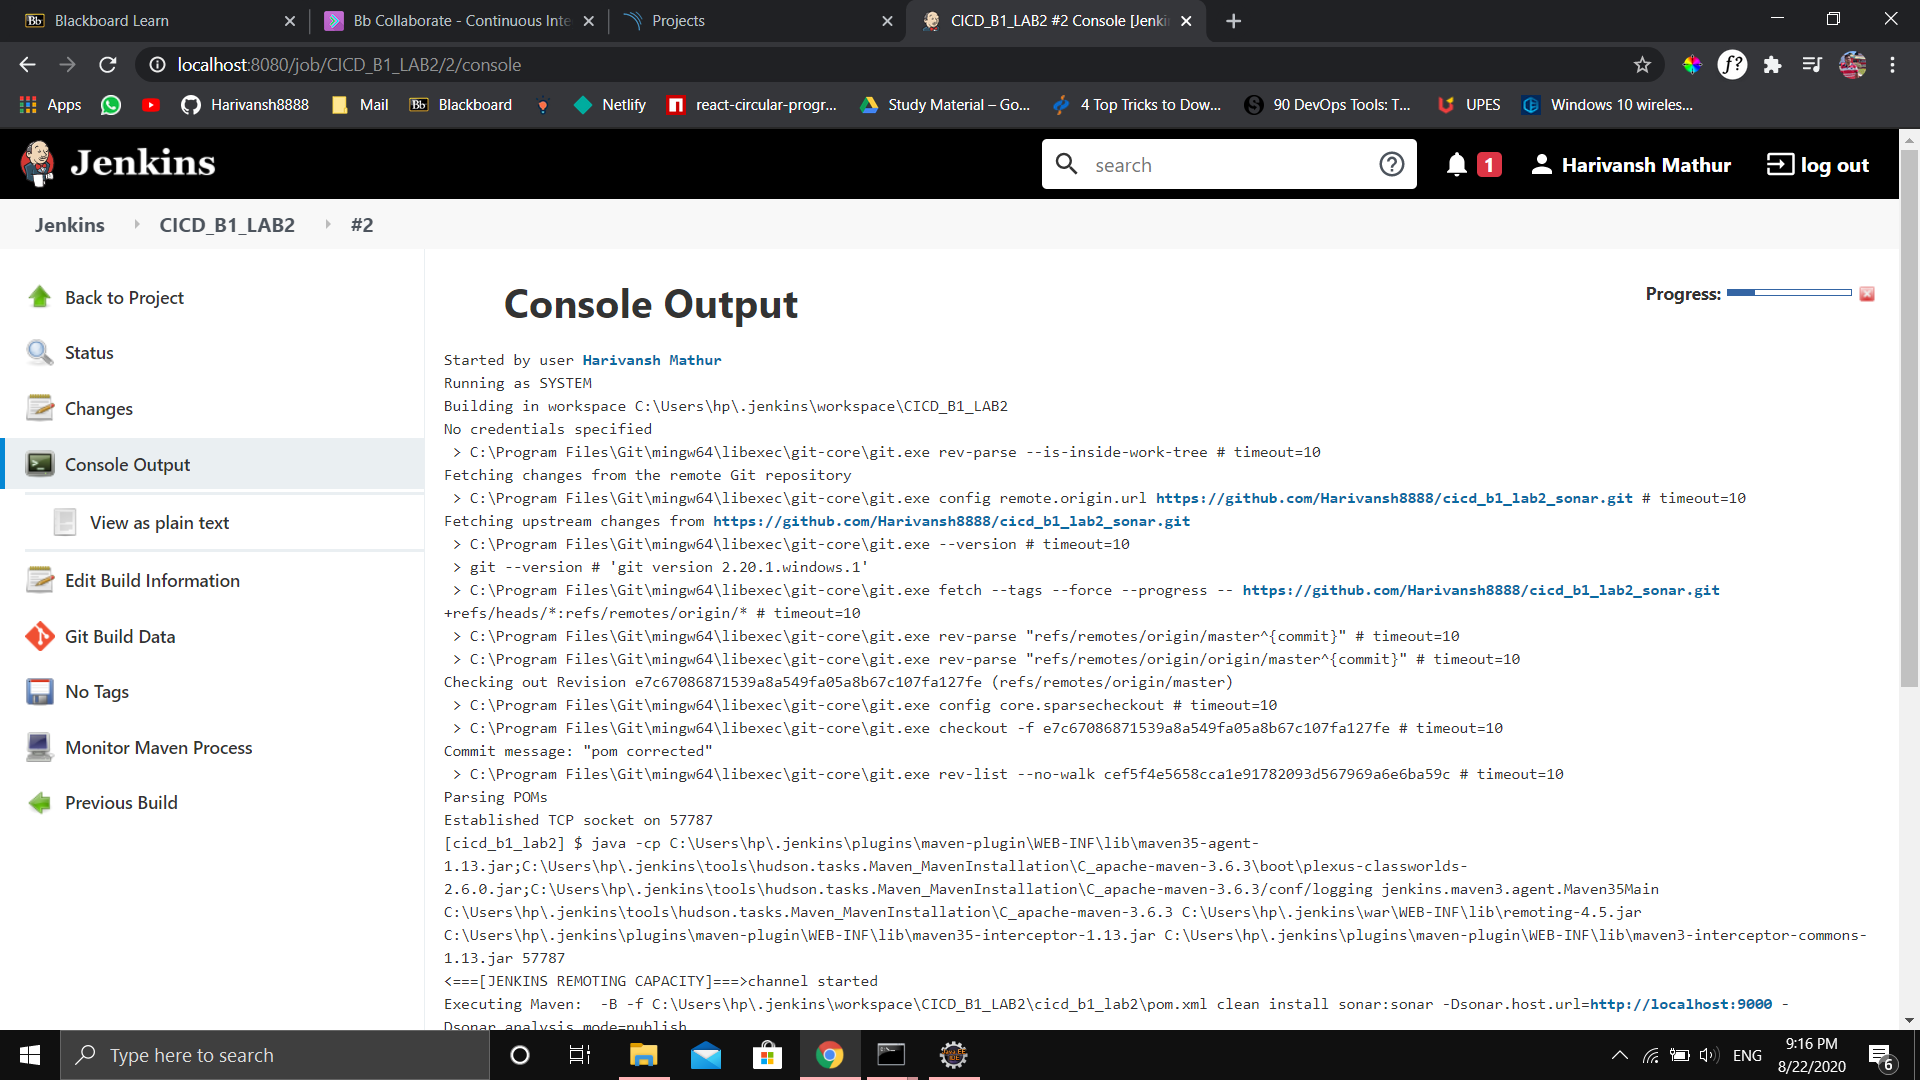 Blackboard Learn
Bb Collaborate - Continuous Inte
Projects
CICD_B1_LAB2 #2 Console [Jenki
localhost:8080/job/CICD_B1_LAB2/2/console
Apps
Harivansh8888
Mail
Bb Blackboard
Netlify
react-circular-progr...
Study Material – Go...
4 Top Tricks to Dow...
90 DevOps Tools: T...
UPES
Windows 10 wireles...
Jenkins
search
1
Harivansh Mathur
log out
Jenkins
CICD_B1_LAB2
#2
Back to Project
Status
Changes
Console Output
View as plain text
Edit Build Information
Git Build Data
No Tags
Monitor Maven Process
Previous Build
Console Output
Progress:
Started by user Harivansh Mathur
Running as SYSTEM
Building in workspace C:\Users\hp\.jenkins\workspace\CICD_B1_LAB2
No credentials specified
> C:\Program Files\Git\mingw64\libexec\git-core\git.exe rev-parse --is-inside-work-tree # timeout=10
Fetching changes from the remote Git repository
> C:\Program Files\Git\mingw64\libexec\git-core\git.exe config remote.origin.url https://github.com/Harivansh8888/cicd_b1_lab2_sonar.git # timeout=10
Fetching upstream changes from https://github.com/Harivansh8888/cicd_b1_lab2_sonar.git
> C:\Program Files\Git\mingw64\libexec\git-core\git.exe --version # timeout=10
> git --version # 'git version 2.20.1.windows.1'
> C:\Program Files\Git\mingw64\libexec\git-core\git.exe fetch --tags --force --progress -- https://github.com/Harivansh8888/cicd_b1_lab2_sonar.git
+refs/heads/*:refs/remotes/origin/* # timeout=10
> C:\Program Files\Git\mingw64\libexec\git-core\git.exe rev-parse "refs/remotes/origin/master^{commit}" # timeout=10
> C:\Program Files\Git\mingw64\libexec\git-core\git.exe rev-parse "refs/remotes/origin/origin/master^{commit}" # timeout=10
Checking out Revision e7c67086871539a8a549fa05a8b67c107fa127fe (refs/remotes/origin/master)
> C:\Program Files\Git\mingw64\libexec\git-core\git.exe config core.sparsecheckout # timeout=10
> C:\Program Files\Git\mingw64\libexec\git-core\git.exe checkout -f e7c67086871539a8a549fa05a8b67c107fa127fe # timeout=10
Commit message: "pom corrected"
> C:\Program Files\Git\mingw64\libexec\git-core\git.exe rev-list --no-walk cef5f4e5658cca1e91782093d567969a6e6ba59c # timeout=10
Parsing POMs
Established TCP socket on 57787
[cicd_b1_lab2] $ java -cp C:\Users\hp\.jenkins\plugins\maven-plugin\WEB-INF\lib\maven35-agent-
1.13.jar;C:\Users\hp\.jenkins\tools\hudson.tasks.Maven_MavenInstallation\C_apache-maven-3.6.3\boot\plexus-classworlds-
2.6.0.jar;C:\Users\hp\.jenkins\tools\hudson.tasks.Maven_MavenInstallation\C_apache-maven-3.6.3/conf/logging jenkins.maven3.agent.Maven35Main
C:\Users\hp\.jenkins\tools\hudson.tasks.Maven_MavenInstallation\C_apache-maven-3.6.3 C:\Users\hp\.jenkins\war\WEB-INF\lib\remoting-4.5.jar
C:\Users\hp\.jenkins\plugins\maven-plugin\WEB-INF\lib\maven35-interceptor-1.13.jar C:\Users\hp\.jenkins\plugins\maven-plugin\WEB-INF\lib\maven3-interceptor-commons-
1.13.jar 57787
<===[JENKINS REMOTING CAPACITY]===>channel started
Executing Maven:  -B -f C:\Users\hp\.jenkins\workspace\CICD_B1_LAB2\cicd_b1_lab2\pom.xml clean install sonar:sonar -Dsonar.host.url=http://localhost:9000 -
Dsonar.analysis.mode=publish
Type here to search
ENG
9:16 PM
8/22/2020
6